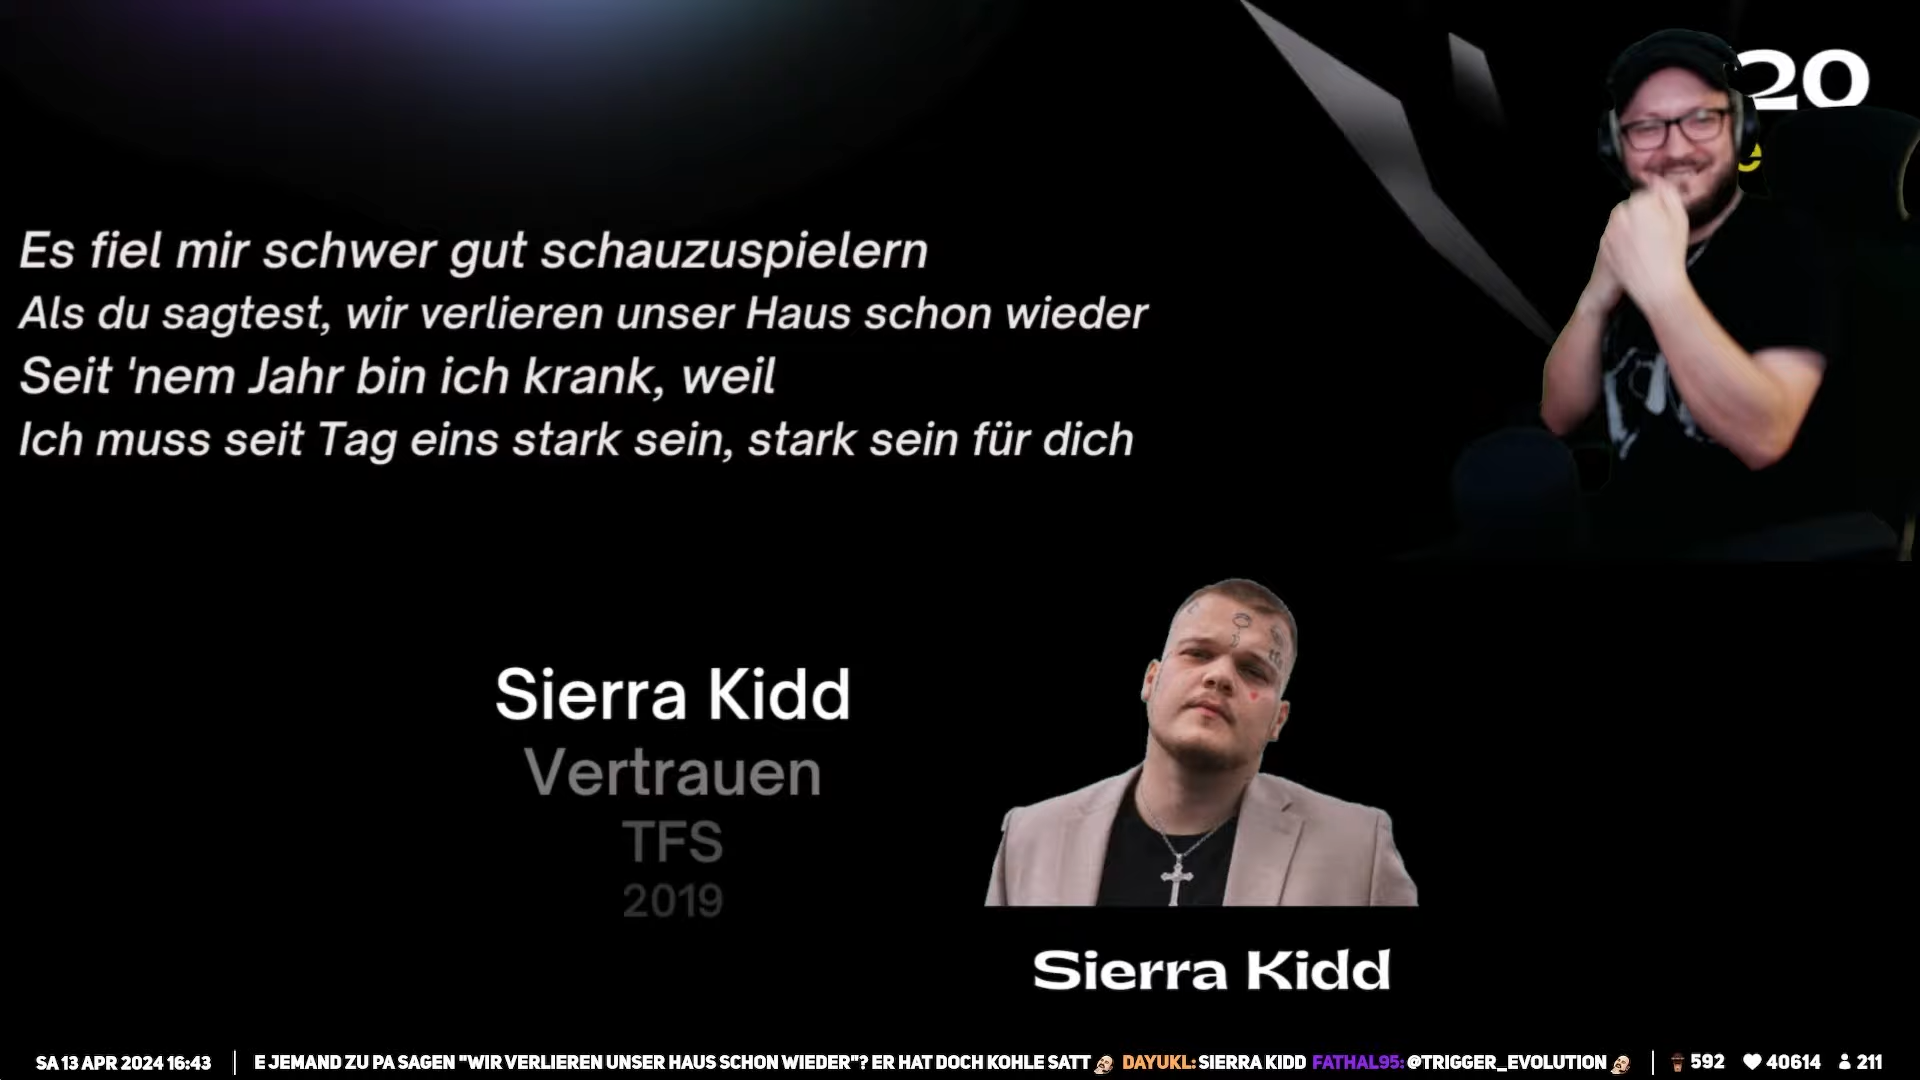 20
e
Es fiel mir schwer gut schauzuspielern
Als du sagtest, wir verlieren unser Haus schon wieder
Seit 'nem Jahr bin ich krank, weil
Ich muss seit Tag eins stark sein, stark sein für dich
Sierra Kidd
Vertrauen
TFS
2019
Sierra Kidd
SA 13 APR 2024 16:43 E JEMAND ZU PA SAGEN "WIR VERLIEREN UNSER HAUS SCHON WIEDER"? ER HAT DOCH KOHLE SATT DAYUKL: SIERRA KIDD FATHAL95: @TRIGGER_EVOLUTION 592 40614 211